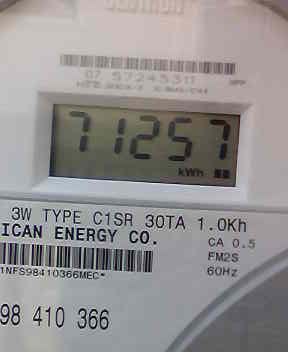 CENTRON
07 57245311
71257
kWh
3W TYPE C1SR 30TA 1.0Kh
ICAN ENERGY CO.
CA 0.5
FM2S
60Hz
1NFS98410366MEC*
98 410 366